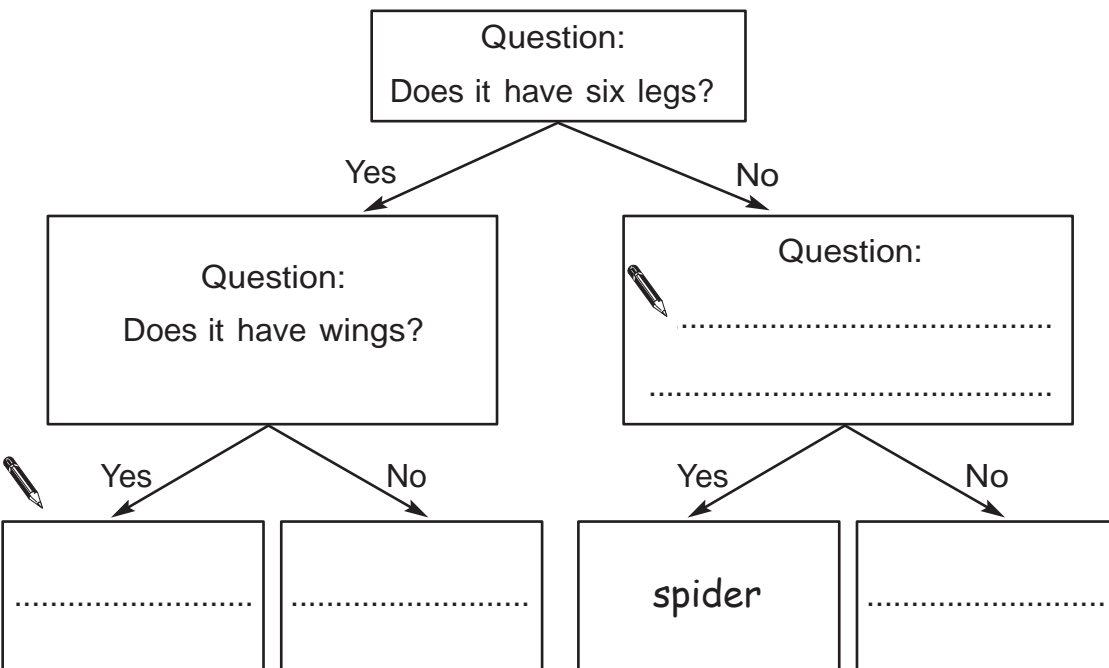 Question:
Does it have six legs?
Yes
No
Question:
Does it have wings?
Question:
..........................................
..............................................
Yes
No
Yes
No
...........................
...........................
spider
...........................